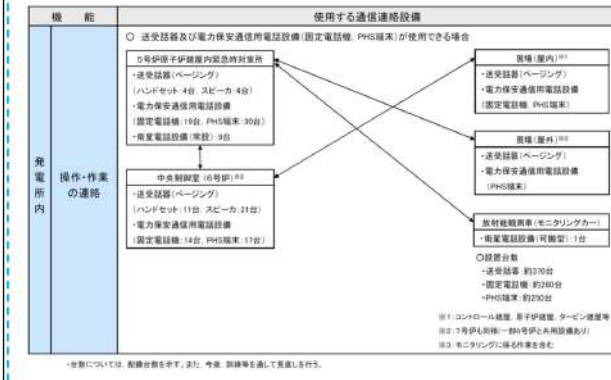 機 能
使用する通信連絡設備
発電所内
操作・作業
の連絡
○ 送受話器及び電力保安通信用電話設備(固定電話機, PHS端末)が使用できる場合
5号炉原子炉建屋内緊急時対策所
・送受話器(ページング)
(ハンドセット:4台, スピーカ:4台)
・電力保安通信用電話設備
(固定電話機:19台, PHS端末:30台)
・衛星電話設備(常設):9台
中央制御室 (6号炉)※2
・送受話器(ページング)
(ハンドセット:11台, スピーカ:21台)
・電力保安通信用電話設備
(固定電話機:14台, PHS端末:17台)
現場(屋内)※1
・送受話器(ページング)
・電力保安通信用電話設備
(固定電話機, PHS端末)
現場(屋外)※3
・送受話器(ページング)
・電力保安通信用電話設備
(PHS端末)
放射能観測車(モニタリングカー)
・衛星電話設備(可搬型):1台
○設置台数
・送受話器:約370台
・固定電話機:約260台
・PHS端末:約250台
※1:コントロール建屋, 原子炉建屋, タービン建屋等
※2:7号炉も同様(一部6号炉と共用設備あり)
※3:モニタリングに係る作業を含む
・台数については, 配備台数を示す。また, 今後, 訓練等を通して見直しを行う。